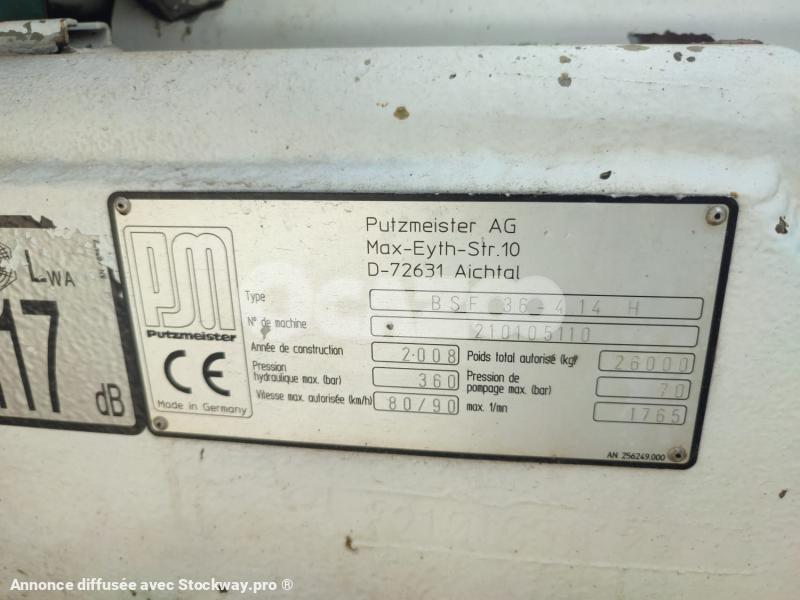 LWA
117
dB
PM
Putzmeister
CE
Made in Germany
Putzmeister AG
Max-Eyth-Str.10
D-72631 Aichtal
Type BSF 36-4.14 H
N° de machine 210105110
Année de construction 2008 Poids total autorisé (kg) 26000
Pression hydraulique max. (bar) 360 Pression de pompage max. (bar) 70
Vitesse max. autorisée (km/h) 80/90 max. 1/mn 1765
AN 256249.000
Annonce diffusée avec Stockway.pro ®